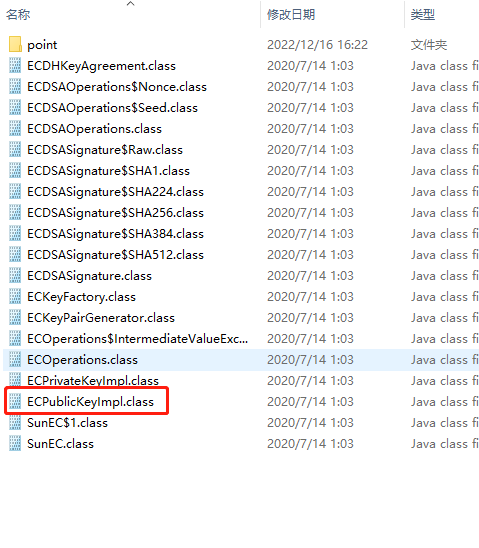 名称 修改日期 类型
point 2022/12/16 16:22 文件夹
ECDHKeyAgreement.class 2020/7/14 1:03 Java class fi
ECDSAOperations$Nonce.class 2020/7/14 1:03 Java class fi
ECDSAOperations$Seed.class 2020/7/14 1:03 Java class fi
ECDSAOperations.class 2020/7/14 1:03 Java class fi
ECDSASignature$Raw.class 2020/7/14 1:03 Java class fi
ECDSASignature$SHA1.class 2020/7/14 1:03 Java class fi
ECDSASignature$SHA224.class 2020/7/14 1:03 Java class fi
ECDSASignature$SHA256.class 2020/7/14 1:03 Java class fi
ECDSASignature$SHA384.class 2020/7/14 1:03 Java class fi
ECDSASignature$SHA512.class 2020/7/14 1:03 Java class fi
ECDSASignature.class 2020/7/14 1:03 Java class fi
ECKeyFactory.class 2020/7/14 1:03 Java class fi
ECKeyPairGenerator.class 2020/7/14 1:03 Java class fi
ECOperations$IntermediateValueExc... 2020/7/14 1:03 Java class fi
ECOperations.class 2020/7/14 1:03 Java class fi
ECPrivateKeyImpl.class 2020/7/14 1:03 Java class fi
ECPublicKeyImpl.class 2020/7/14 1:03 Java class fi
SunEC$1.class 2020/7/14 1:03 Java class fi
SunEC.class 2020/7/14 1:03 Java class fi